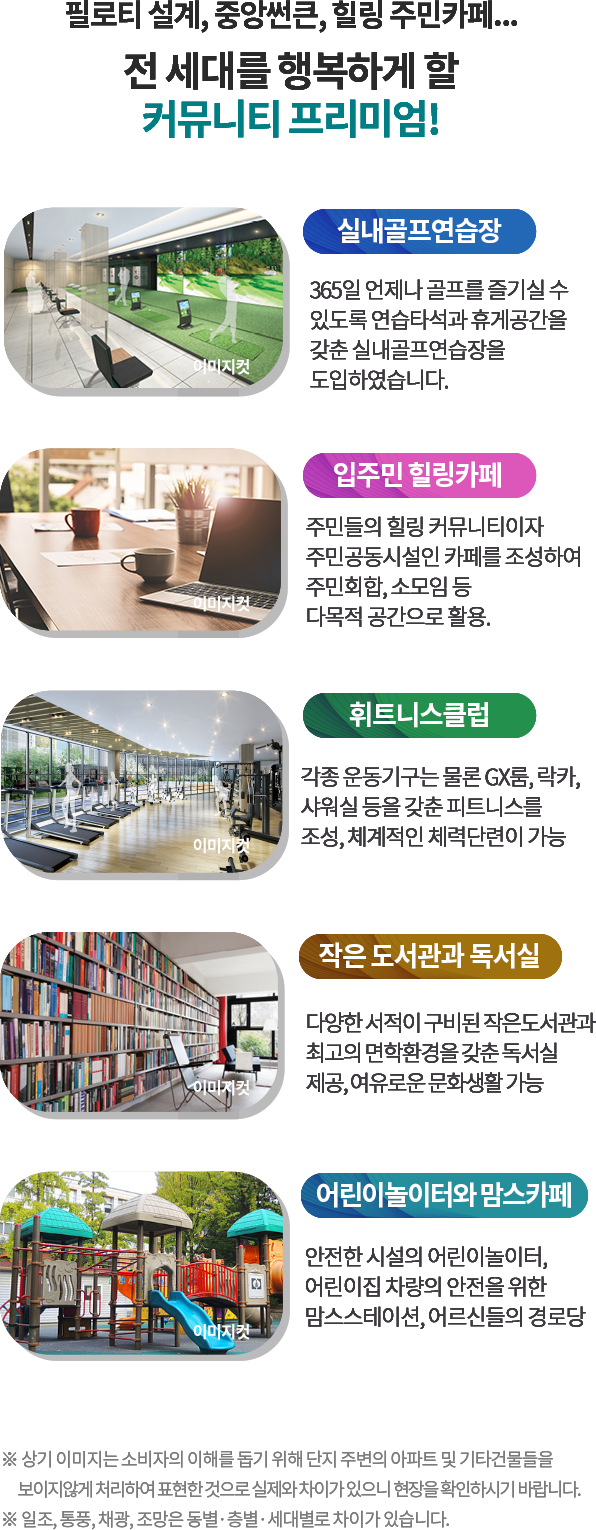 필로티 설계, 중앙썬큰, 힐링 주민카페...
전 세대를 행복하게 할
커뮤니티 프리미엄!
실내골프연습장
365일 언제나 골프를 즐기실 수
있도록 연습타석과 휴게공간을
갖춘 실내골프연습장을
도입하였습니다.
이미지컷
입주민 힐링카페
주민들의 힐링 커뮤니티이자
주민공동시설인 카페를 조성하여
주민회합, 소모임 등
다목적 공간으로 활용.
이미지컷
휘트니스클럽
각종 운동기구는 물론 GX룸, 락카,
샤워실 등을 갖춘 피트니스를
조성, 체계적인 체력단련이 가능
이미지컷
작은 도서관과 독서실
다양한 서적이 구비된 작은도서관과
최고의 면학환경을 갖춘 독서실
제공, 여유로운 문화생활 가능
이미지컷
어린이놀이터와 맘스카페
안전한 시설의 어린이놀이터,
어린이집 차량의 안전을 위한
맘스스테이션, 어르신들의 경로당
이미지컷
※ 상기 이미지는 소비자의 이해를 돕기 위해 단지 주변의 아파트 및 기타건물들을
보이지않게 처리하여 표현한 것으로 실제와 차이가 있으니 현장을 확인하시기 바랍니다.
※ 일조, 통풍, 채광, 조망은 동별·층별·세대별로 차이가 있습니다.